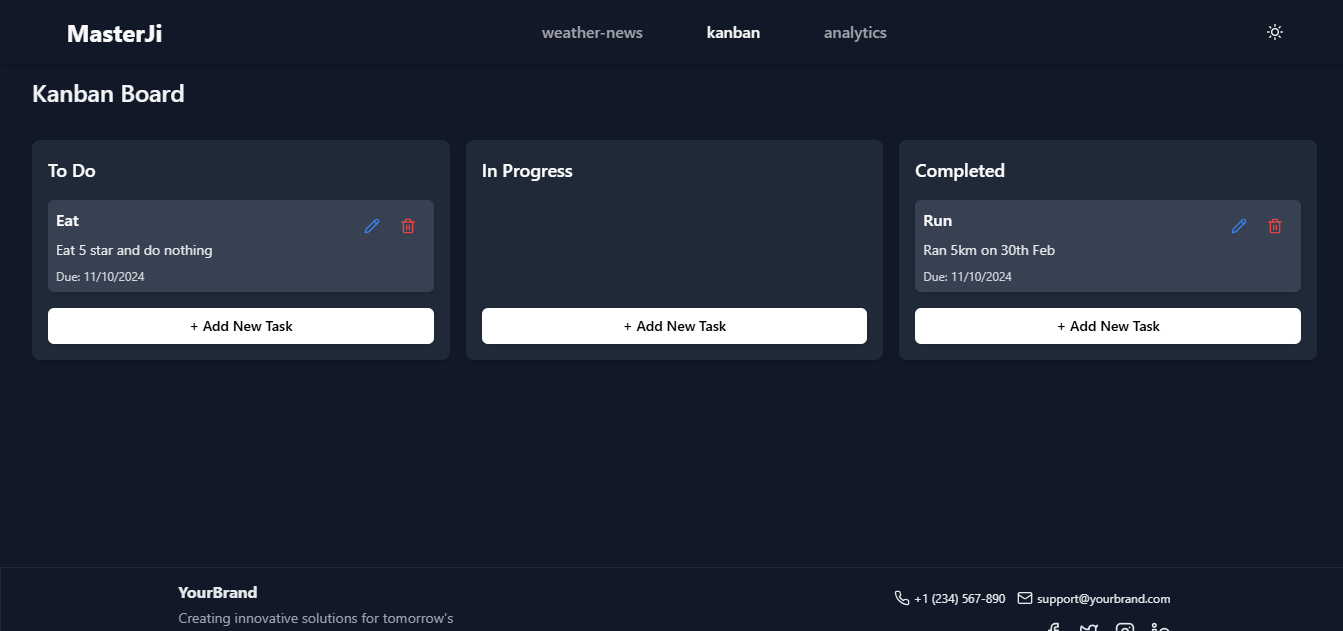 MasterJi
weather-news
kanban
analytics
Kanban Board
To Do
Eat
Eat 5 star and do nothing
Due: 11/10/2024
+ Add New Task
In Progress
+ Add New Task
Completed
Run
Ran 5km on 30th Feb
Due: 11/10/2024
+ Add New Task
YourBrand
Creating innovative solutions for tomorrow's
+1 (234) 567-890
support@yourbrand.com